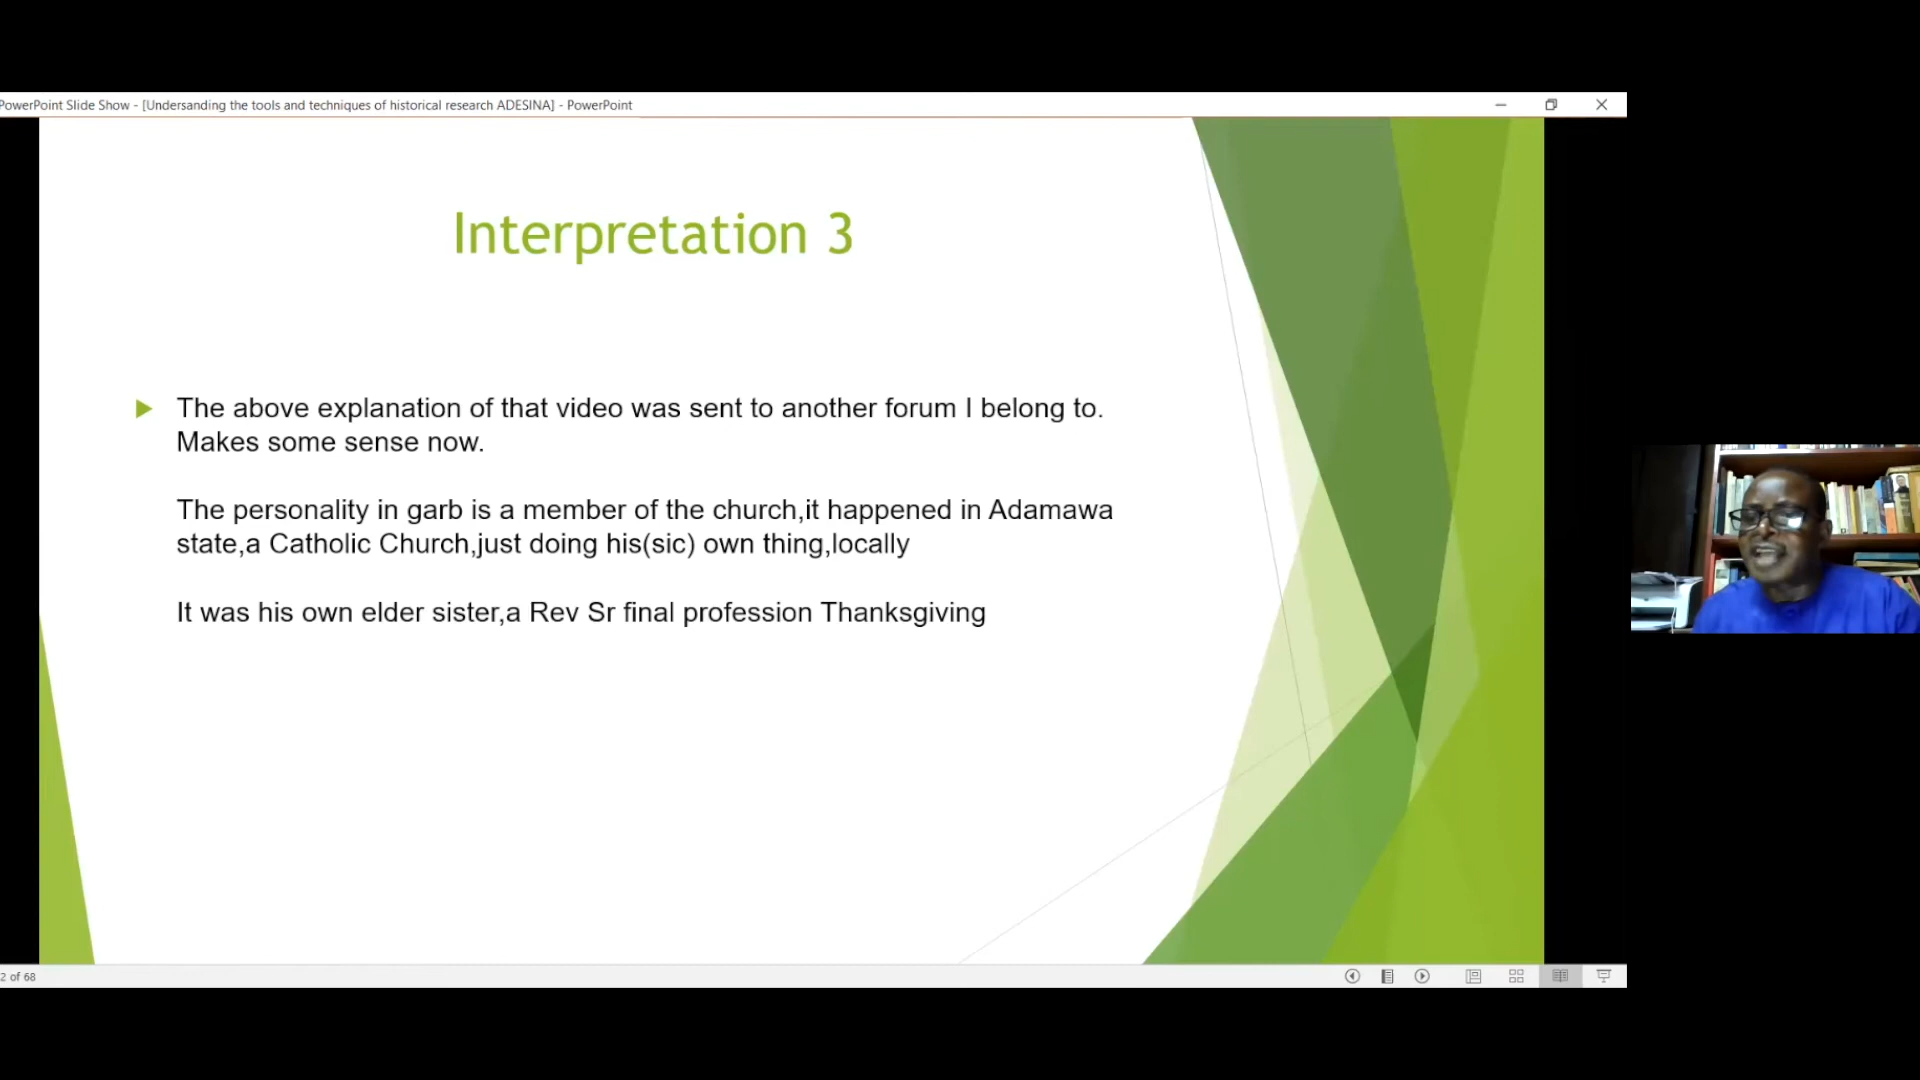 PowerPoint Slide Show - [Undersanding the tools and techniques of historical research ADESINA] - PowerPoint
Interpretation 3
The above explanation of that video was sent to another forum I belong to.
Makes some sense now.
The personality in garb is a member of the church,it happened in Adamawa
state,a Catholic Church,just doing his(sic) own thing,locally
It was his own elder sister,a Rev Sr final profession Thanksgiving
2 of 68